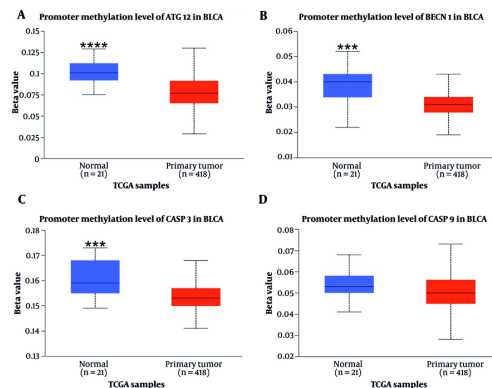 A
Promoter methylation level of ATG 12 in BLCA
0.15
0.125
0.1
0.075
0.05
0.025
0
Beta value
****
Normal
(n = 21)
Primary tumor
(n = 418)
TCGA samples
B
Promoter methylation level of BECN 1 in BLCA
0.06
0.05
0.04
0.03
0.02
0.01
Beta value
***
Normal
(n = 21)
Primary tumor
(n = 418)
TCGA samples
C
Promoter methylation level of CASP 3 in BLCA
0.17
0.16
0.15
0.14
0.13
Beta value
***
Normal
(n = 21)
Primary tumor
(n = 418)
TCGA samples
D
Promoter methylation level of CASP 9 in BLCA
0.08
0.07
0.06
0.05
0.04
0.03
0.02
Beta value
Normal
(n = 21)
Primary tumor
(n = 418)
TCGA samples